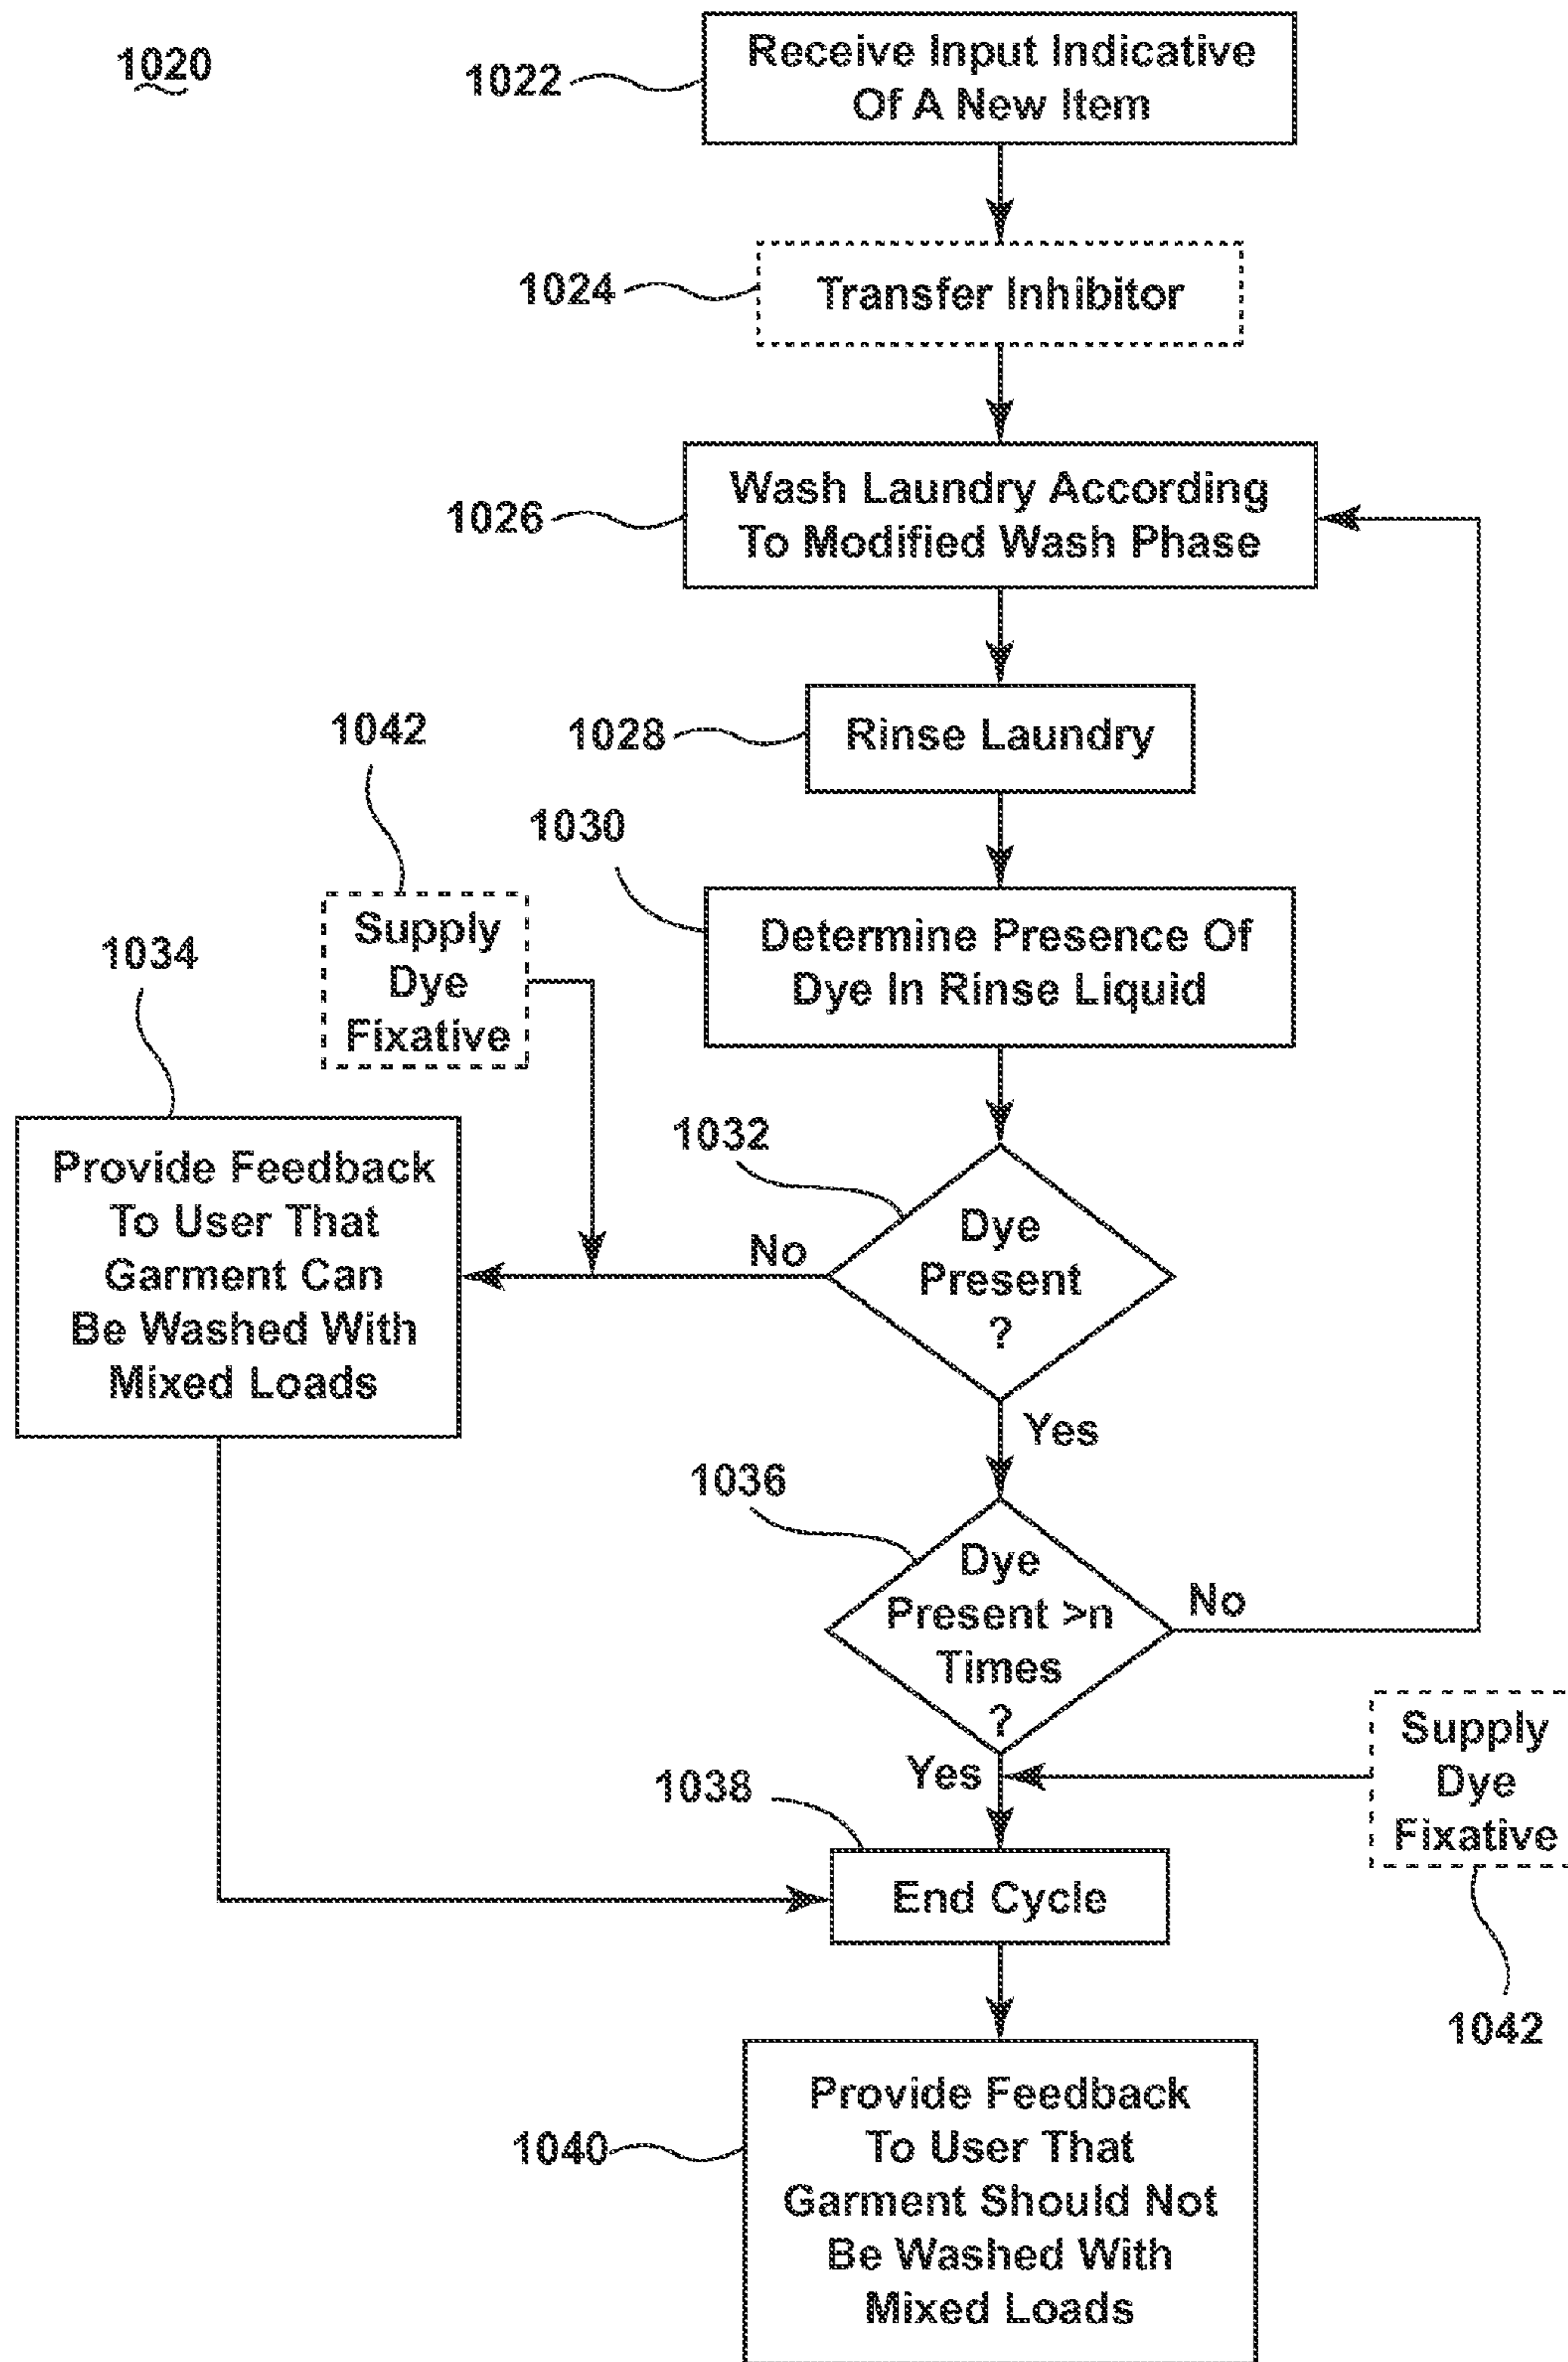 1020
1022
Receive Input Indicative
Of A New Item
1024
Transfer Inhibitor
1026
Wash Laundry According
To Modified Wash Phase
1028
Rinse Laundry
1042
Supply
Dye
Fixative
1030
Determine Presence Of
Dye In Rinse Liquid
1034
Provide Feedback
To User That
Garment Can
Be Washed With
Mixed Loads
1032
Dye
Present
?
No
Yes
1036
Dye
Present >n
Times
?
No
Yes
Supply
Dye
Fixative
1042
1038
End Cycle
1040
Provide Feedback
To User That
Garment Should Not
Be Washed With
Mixed Loads